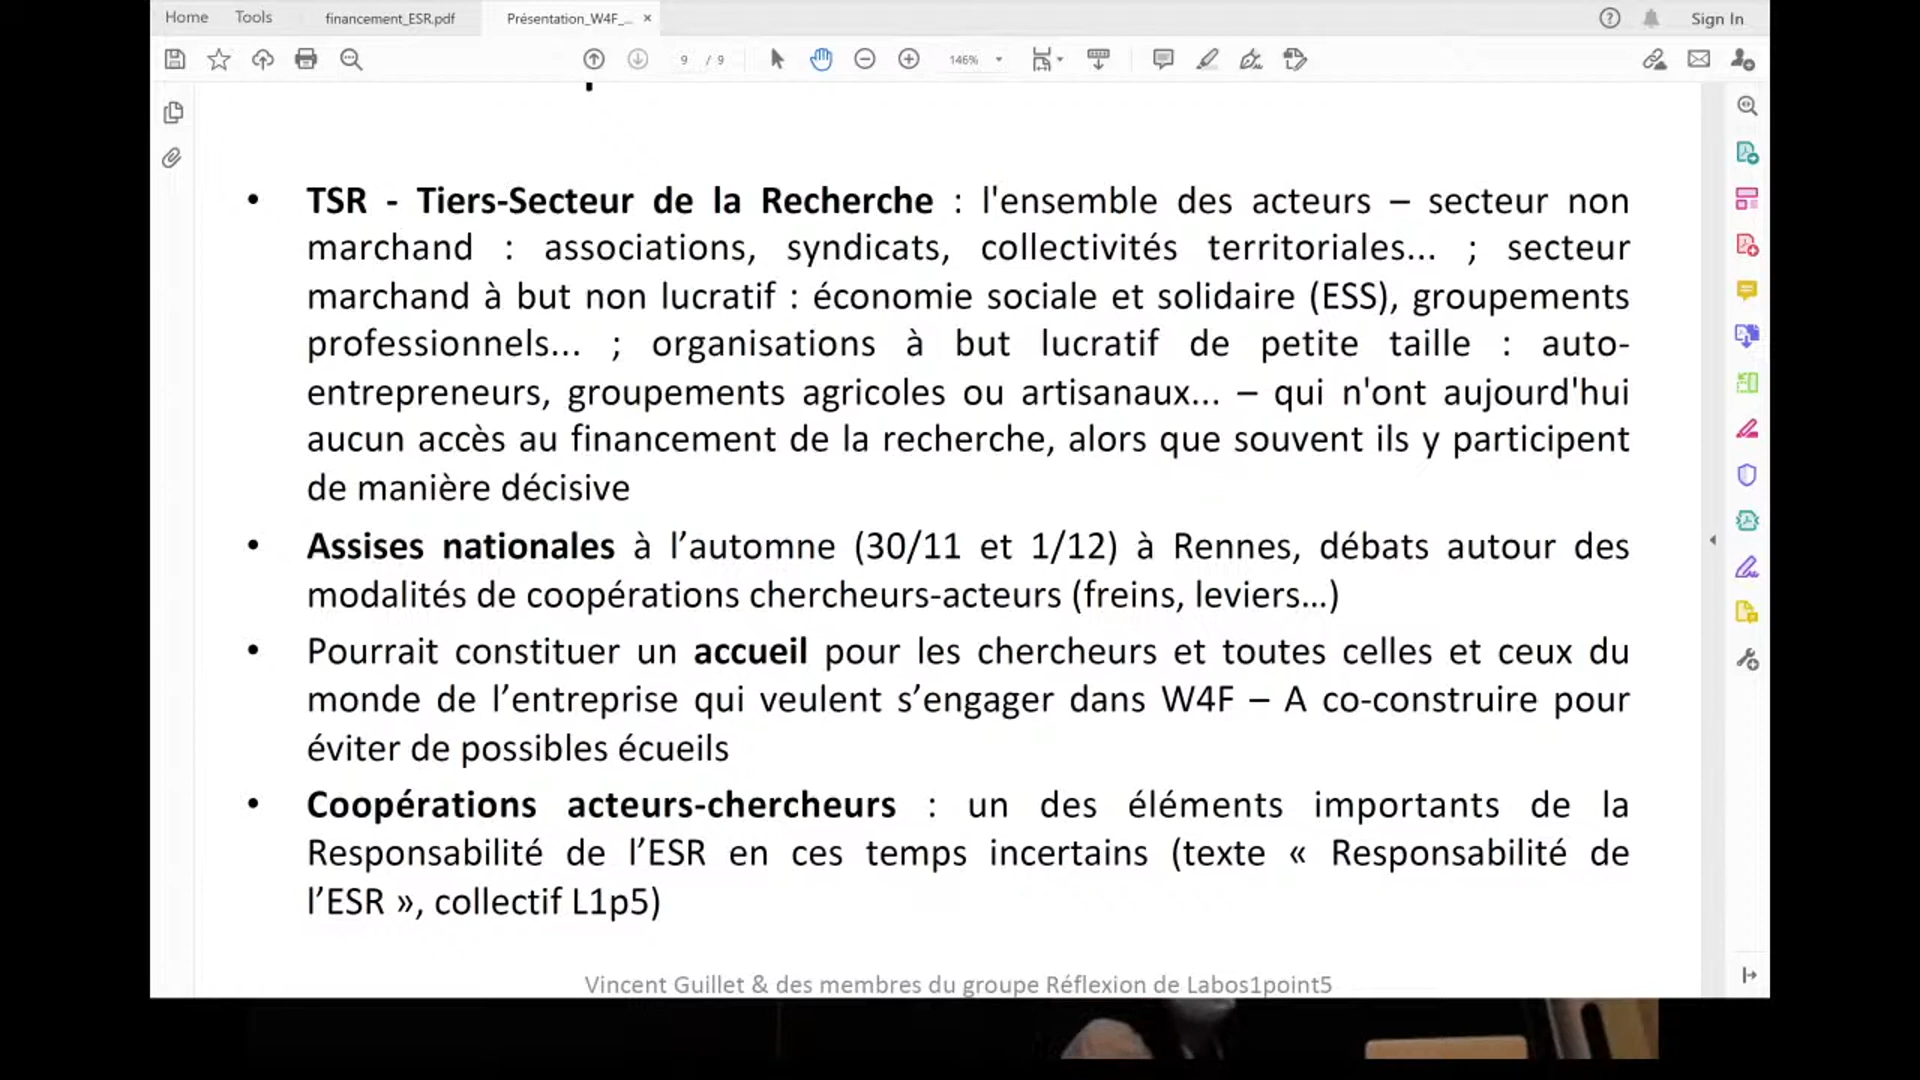 Home Tools financement_ESR.pdf Présentation_W4F_... × Sign In
9 / 9 146%
• TSR - Tiers-Secteur de la Recherche : l'ensemble des acteurs – secteur non
marchand : associations, syndicats, collectivités territoriales... ; secteur
marchand à but non lucratif : économie sociale et solidaire (ESS), groupements
professionnels... ; organisations à but lucratif de petite taille : auto-
entrepreneurs, groupements agricoles ou artisanaux... – qui n'ont aujourd'hui
aucun accès au financement de la recherche, alors que souvent ils y participent
de manière décisive
• Assises nationales à l’automne (30/11 et 1/12) à Rennes, débats autour des
modalités de coopérations chercheurs-acteurs (freins, leviers…)
• Pourrait constituer un accueil pour les chercheurs et toutes celles et ceux du
monde de l’entreprise qui veulent s’engager dans W4F – A co-construire pour
éviter de possibles écueils
• Coopérations acteurs-chercheurs : un des éléments importants de la
Responsabilité de l’ESR en ces temps incertains (texte « Responsabilité de
l’ESR », collectif L1p5)
Vincent Guillet & des membres du groupe Réflexion de Labos1point5